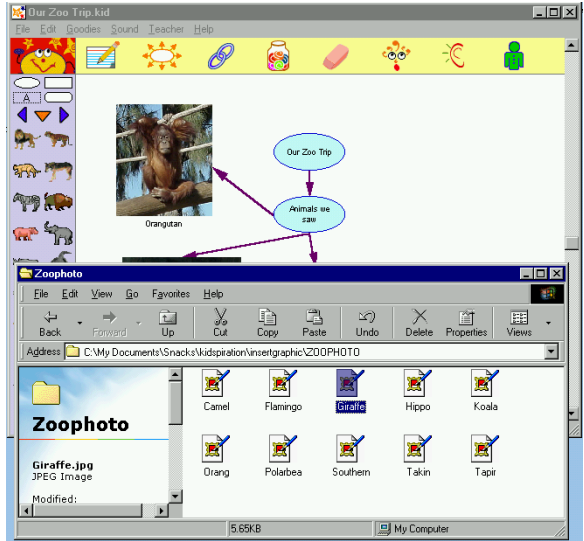 Our Zoo Trip.kid
File Edit Goodies Sound Teacher Help
A
Our Zoo Trip
Animals we
saw
Orangutan
Zoophoto
File Edit View Go Favorites Help
Back Forward Up Cut Copy Paste Undo Delete Properties Views
Address C:\My Documents\Snacks\kidspiration\insertgraphic\ZOOPHOTO
Zoophoto
Giraffe.jpg
JPEG Image
Modified:
Camel Flamingo Giraffe Hippo Koala
Orang Polarbea Southern Takin Tapir
5.65KB My Computer